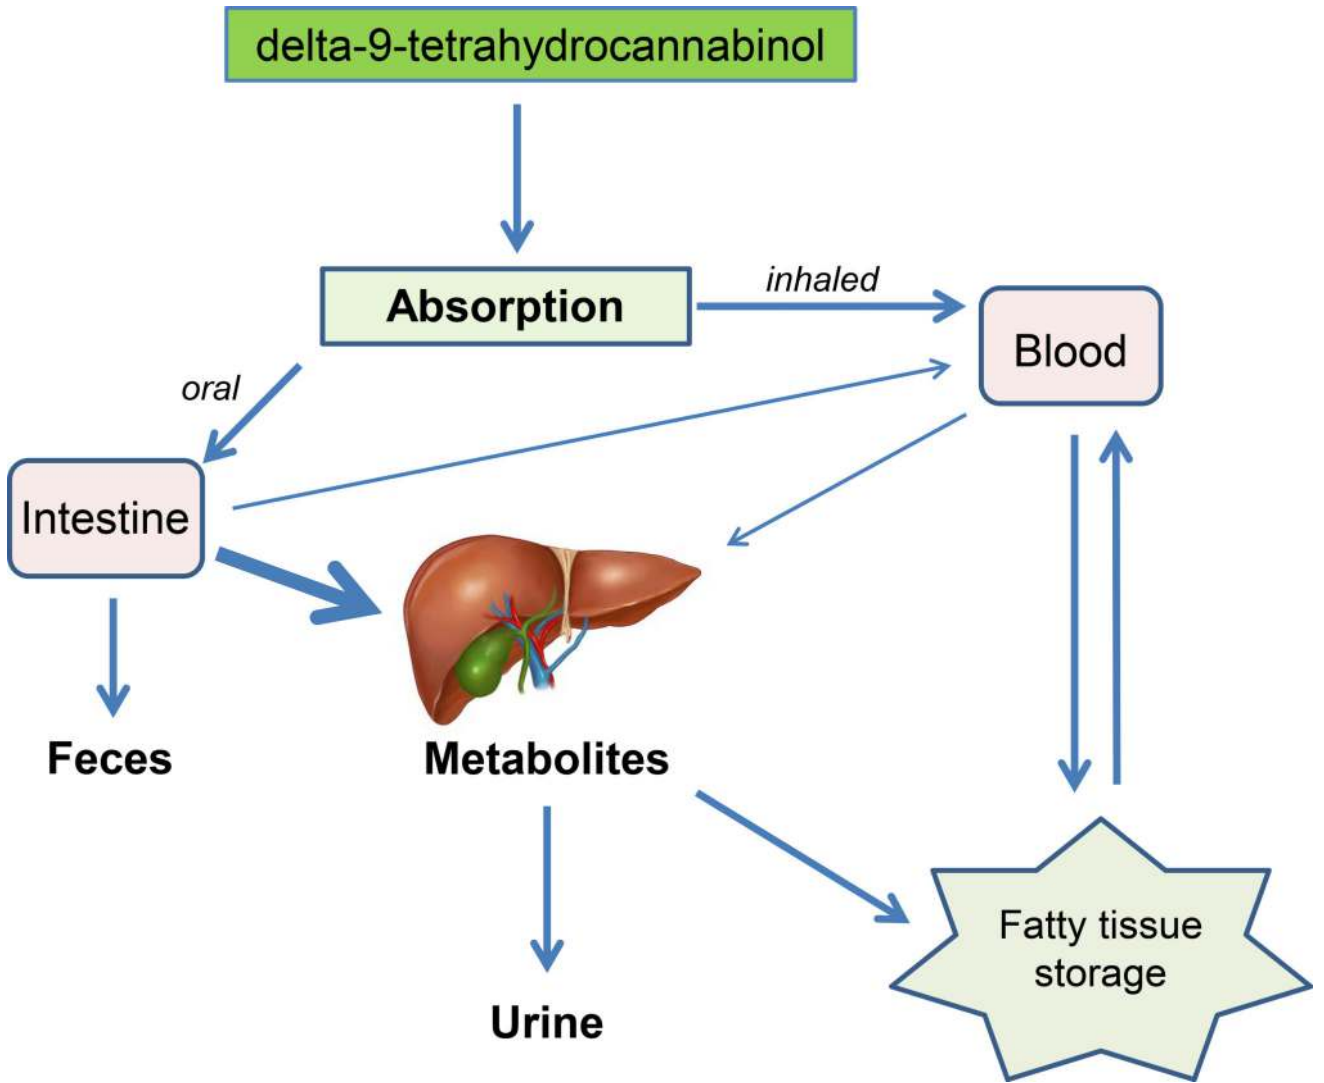 delta-9-tetrahydrocannabinol
Absorption
inhaled
Blood
oral
Intestine
Feces
Metabolites
Fatty tissue
storage
Urine